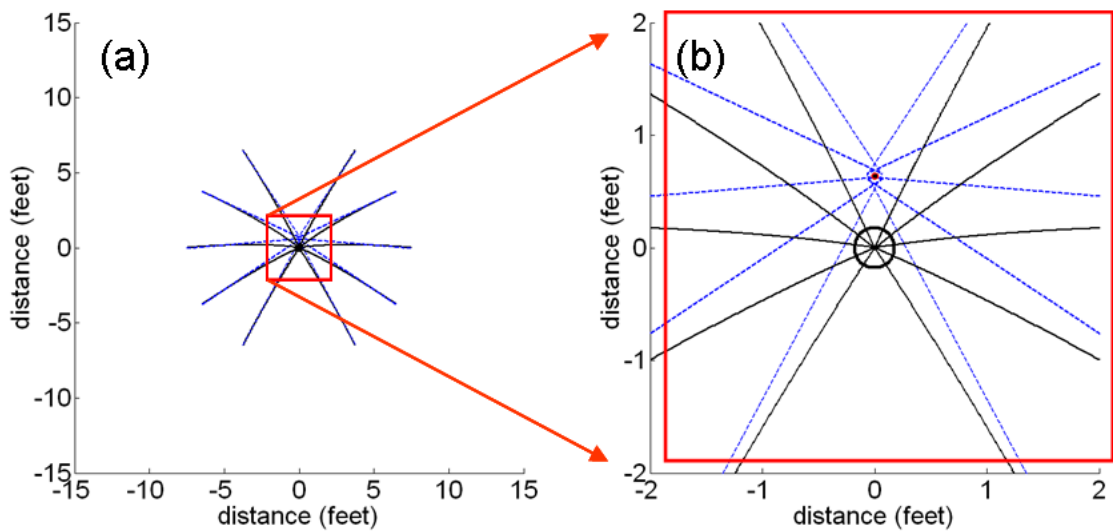 (a)
15
10
5
0
-5
-10
-15
-15 -10 -5 0 5 10 15
distance (feet)
distance (feet)
(b)
2
1
0
-1
-2
-2 -1 0 1 2
distance (feet)
distance (feet)